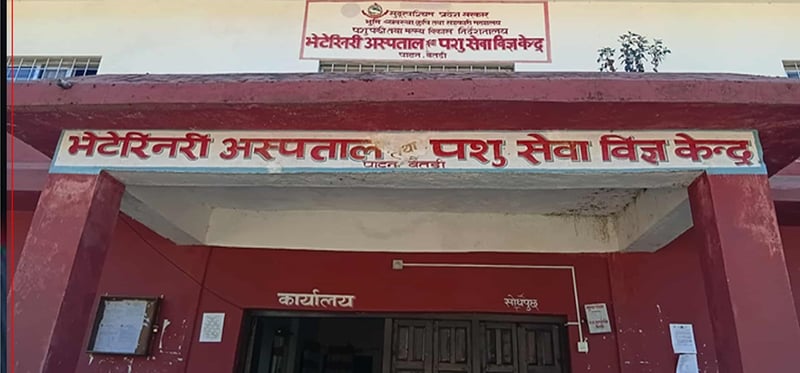 सुदूरपश्चिम प्रदेश सरकार
भूमि व्यवस्था कृषि तथा सहकारी मन्त्रालय
पशुपन्छी तथा मत्स्य विकास निर्देशनालय
भेटेरिनरी अस्पताल तथा पशु सेवा विज्ञ केन्द्र
पाटन, बैतडी
भेटेरिनरी अस्पताल तथा पशु सेवा विज्ञ केन्द्र
पाटन, बैतडी
कार्यालय
सोधपुछ